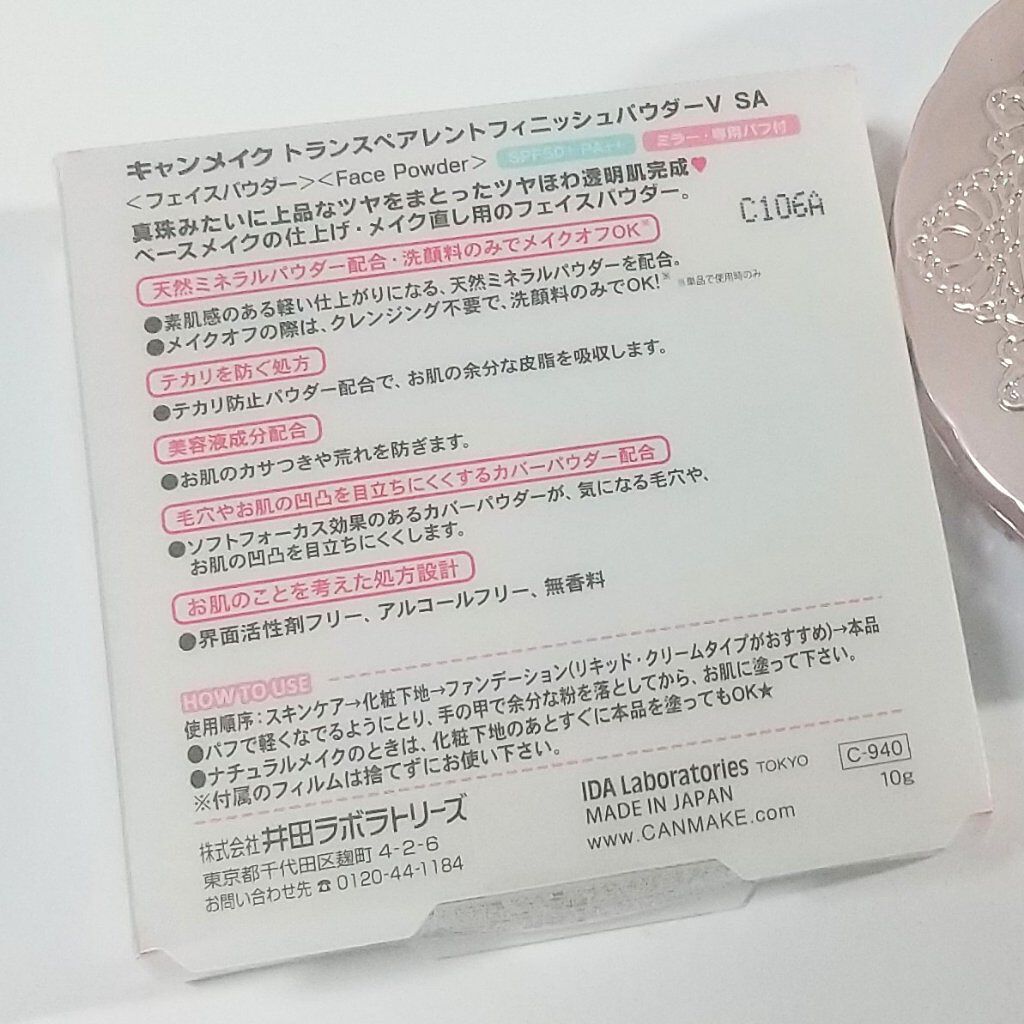 キャンメイク トランスペアレントフィニッシュパウダーV SA
<フェイスパウダー><Face Powder> SPF50+ PA++ ミラー・専用パフ付
真珠みたいに上品なツヤをまとったツヤほわ透明肌完成♥
ベースメイクの仕上げ・メイク直し用のフェイスパウダー。
C106A
天然ミネラルパウダー配合・洗顔料のみでメイクオフOK※
●素肌感のある軽い仕上がりになる、天然ミネラルパウダーを配合。
●メイクオフの際は、クレンジング不要で、洗顔料のみでOK!※ ※単品で使用時のみ
テカリを防ぐ処方
●テカリ防止パウダー配合で、お肌の余分な皮脂を吸収します。
美容液成分配合
●お肌のカサつきや荒れを防ぎます。
毛穴やお肌の凹凸を目立ちにくくするカバーパウダー配合
●ソフトフォーカス効果のあるカバーパウダーが、気になる毛穴や、
お肌の凹凸を目立ちにくくします。
お肌のことを考えた処方設計
●界面活性剤フリー、アルコールフリー、無香料
HOW TO USE
使用順序：スキンケア→化粧下地→ファンデーション(リキッド・クリームタイプがおすすめ)→本品
●パフで軽くなでるようにとり、手の甲で余分な粉を落としてから、お肌に塗って下さい。
●ナチュラルメイクのときは、化粧下地のあとすぐに本品を塗ってもOK★
※付属のフィルムは捨てずにお使い下さい。
株式会社井田ラボラトリーズ
東京都千代田区麹町 4-2-6
お問い合わせ先 ☎ 0120-44-1184
IDA Laboratories TOKYO
MADE IN JAPAN
www.CANMAKE.com
C-940
10g